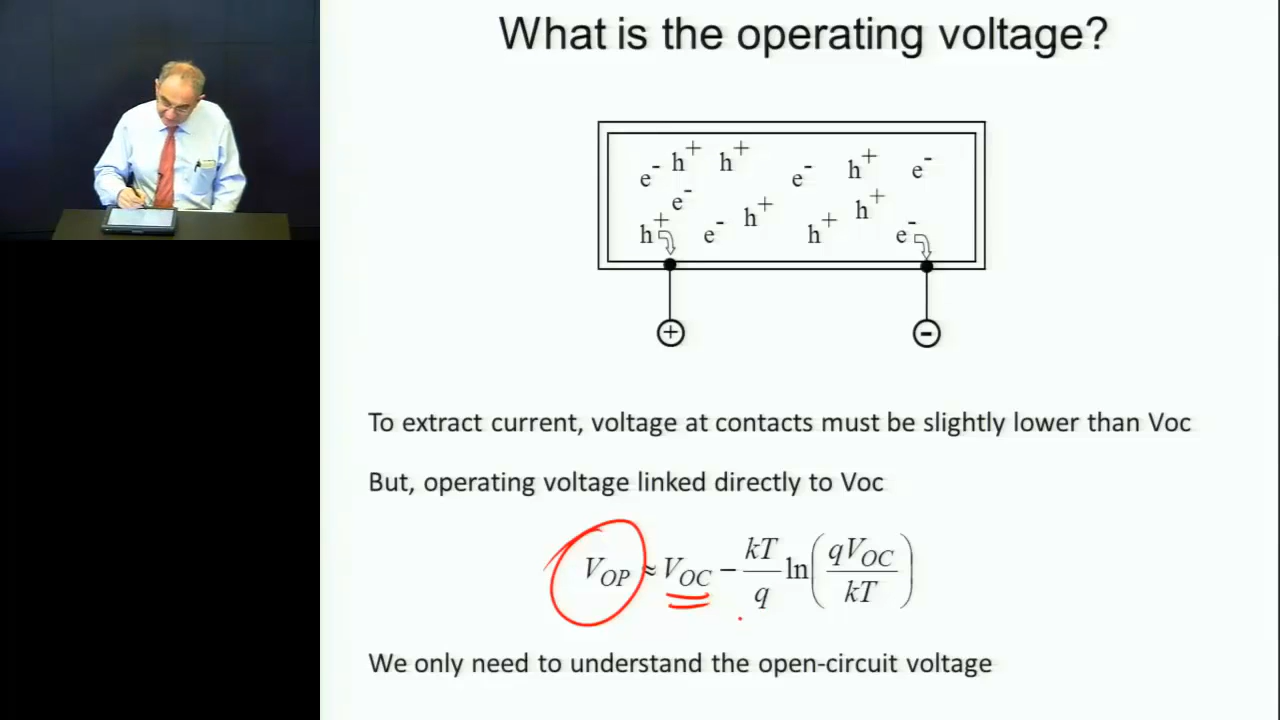 What is the operating voltage?
e⁻ h⁺ h⁺ e⁻ h⁺ e⁻
e⁻ h⁺ h⁺
h⁺ e⁻ h⁺ e⁻
+ -
To extract current, voltage at contacts must be slightly lower than Voc
But, operating voltage linked directly to Voc
V_OP ≈ V_OC − kT/q ln(qV_OC/kT)
We only need to understand the open-circuit voltage